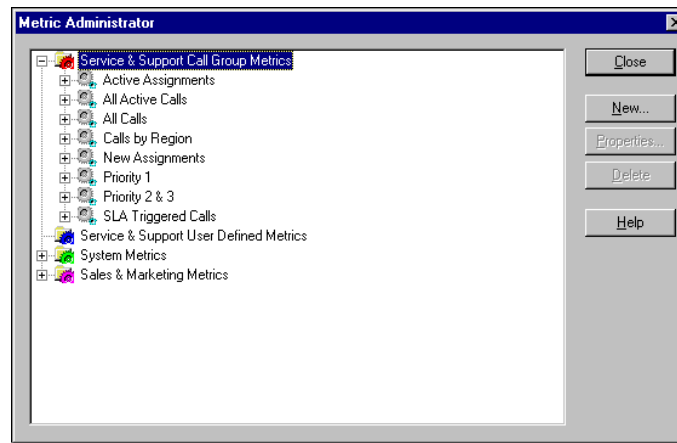 Metric Administrator
Service & Support Call Group Metrics
Active Assignments
All Active Calls
All Calls
Calls by Region
New Assignments
Priority 1
Priority 2 & 3
SLA Triggered Calls
Service & Support User Defined Metrics
System Metrics
Sales & Marketing Metrics
Close
New...
Properties...
Delete
Help